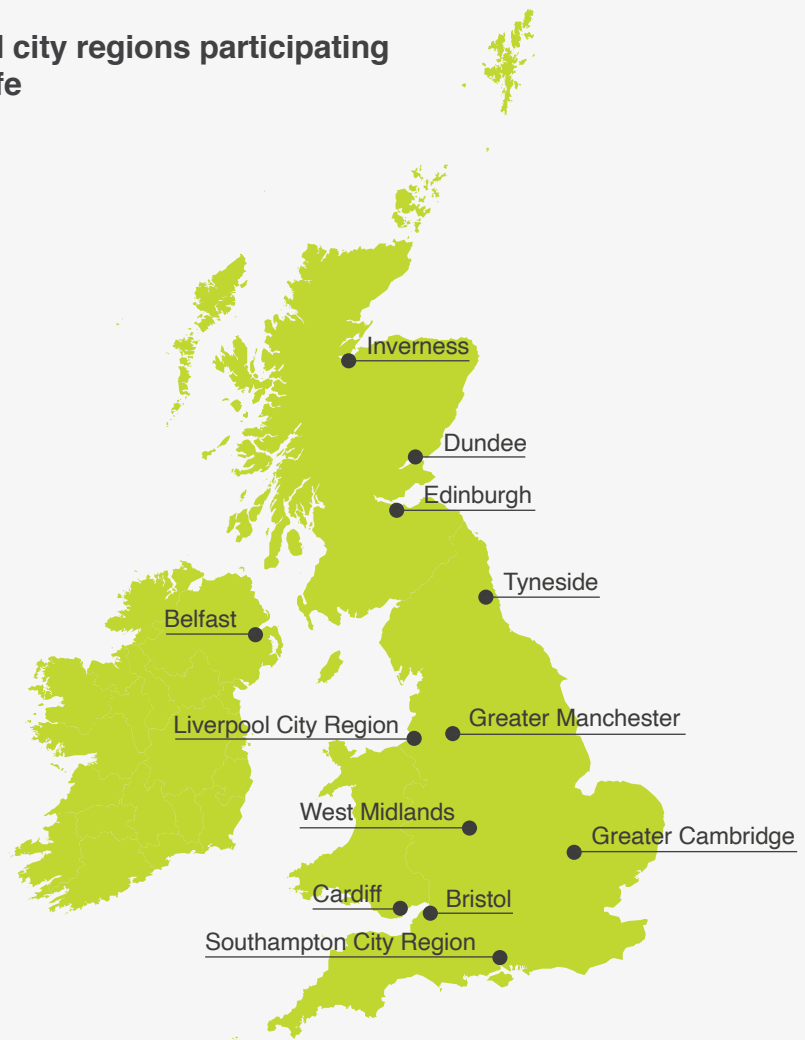 city regions participating
Inverness
Dundee
Edinburgh
Tyneside
Belfast
Liverpool City Region
Greater Manchester
West Midlands
Greater Cambridge
Cardiff
Bristol
Southampton City Region